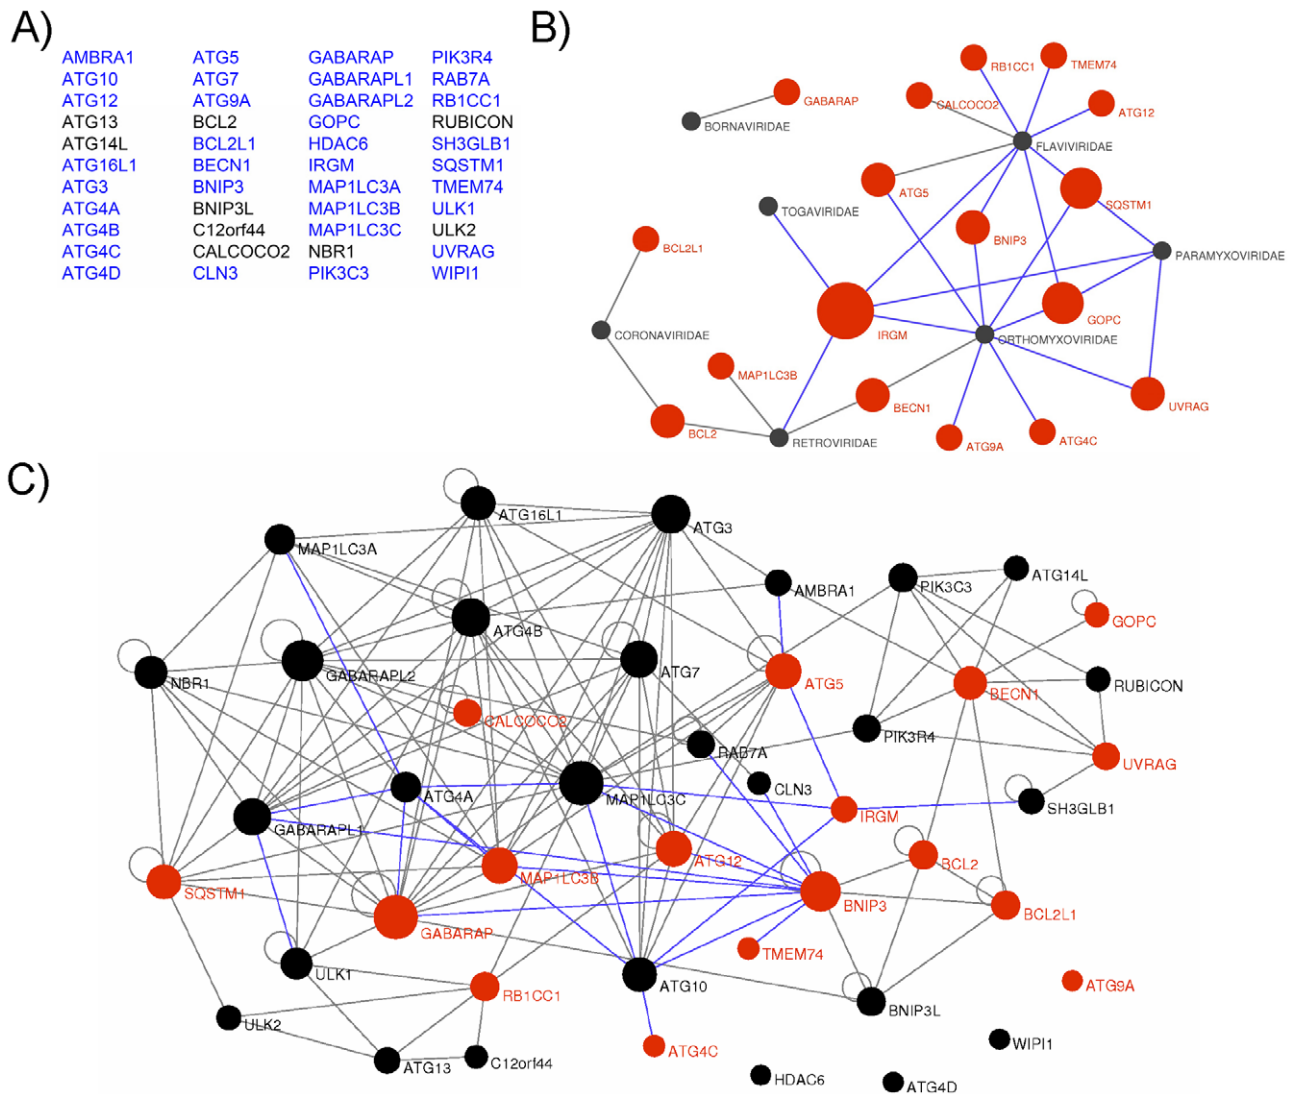 A)
AMBRA1 ATG5 GABARAP PIK3R4
ATG10 ATG7 GABARAPL1 RAB7A
ATG12 ATG9A GABARAPL2 RB1CC1
ATG13 BCL2 GOPC RUBICON
ATG14L BCL2L1 HDAC6 SH3GLB1
ATG16L1 BECN1 IRGM SQSTM1
ATG3 BNIP3 MAP1LC3A TMEM74
ATG4A BNIP3L MAP1LC3B ULK1
ATG4B C12orf44 MAP1LC3C ULK2
ATG4C CALCOCO2 NBR1 UVRAG
ATG4D CLN3 PIK3C3 WIPI1
B)
RB1CC1
TMEM74
GABARAP
CALCOCO2
ATG12
BORNAVIRIDAE
FLAVIVIRIDAE
ATG5
SQSTM1
TOGAVIRIDAE
BNIP3
BCL2L1
PARAMYXOVIRIDAE
GOPC
CORONAVIRIDAE
IRGM
ORTHOMYXOVIRIDAE
MAP1LC3B
BECN1
UVRAG
BCL2
RETROVIRIDAE
ATG9A
ATG4C
C)
ATG16L1
ATG3
MAP1LC3A
AMBRA1
PIK3C3
ATG14L
GOPC
ATG4B
ATG7
GABARAPL2
NBR1
ATG5
BECN1
RUBICON
CALCOCO2
PIK3R4
RAB7A
UVRAG
ATG4A
MAP1LC3C
CLN3
SH3GLB1
GABARAPL1
IRGM
ATG12
BCL2
MAP1LC3B
SQSTM1
BNIP3
BCL2L1
GABARAP
TMEM74
ULK1
ATG10
ATG9A
RB1CC1
BNIP3L
ULK2
WIPI1
ATG4C
ATG13
C12orf44
HDAC6
ATG4D